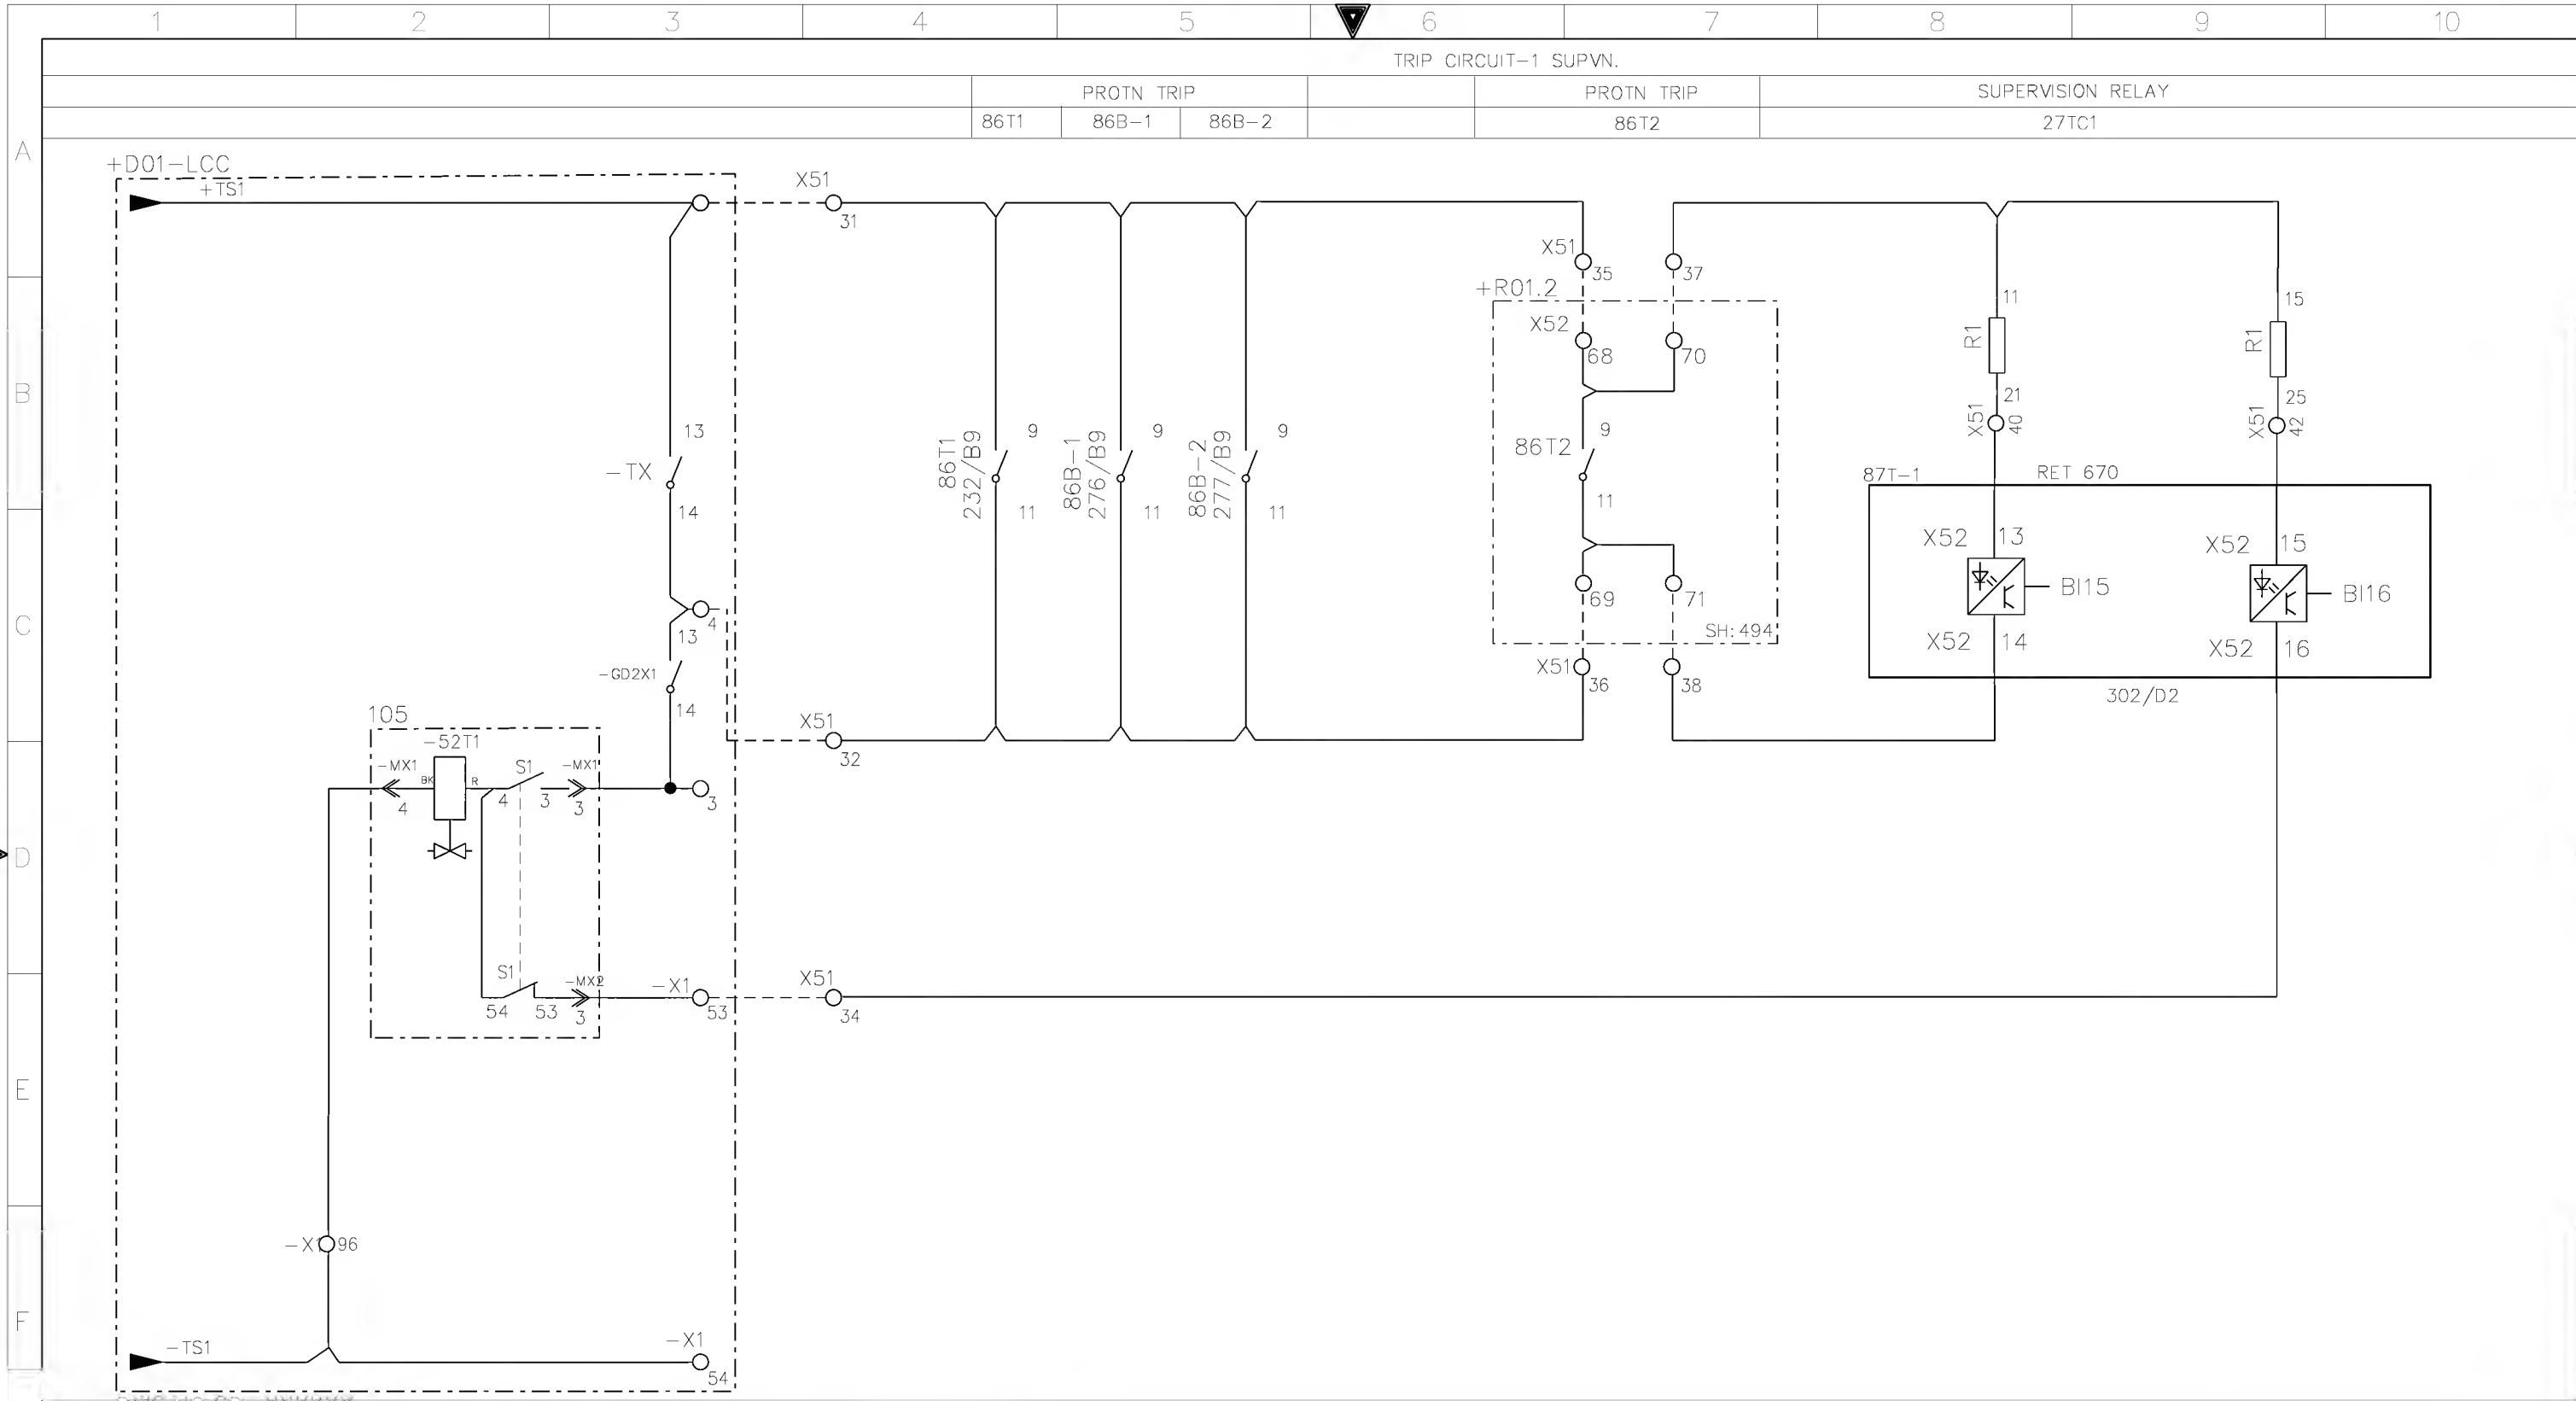 1 2 3 4 5 6 7 8 9 10
TRIP CIRCUIT-1 SUPVN.
PROTN TRIP PROTN TRIP SUPERVISION RELAY
86T1 86B-1 86B-2 86T2 27TC1
A
+D01-LCC
+TS1
X51
31
X51
35
37
+R01.2
11
15
X52
68
70
R1
R1
B
21
25
X51
40
X51
42
13
-TX
14
86T1
232/B9
9
11
86B-1
276/B9
9
11
86B-2
277/B9
9
11
9
86T2
11
87T-1
RET 670
X52 13
BI15
X52 14
X52 15
BI16
X52 16
302/D2
C
4
13
-GD2X1
14
69
71
SH:494
X51
36
38
105
-52T1
X51
32
-MX1
BK
R
S1
-MX1
4
4
3
3
3
D
S1
-MX2
54
53
3
-X1
53
X51
34
E
-X1
96
F
-TS1
-X1
54